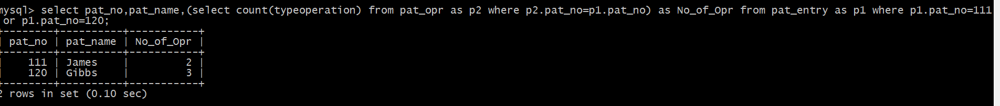 mysql> select pat_no,pat_name,(select count(typeoperation) from pat_opr as p2 where p2.pat_no=p1.pat_no) as No_of_Opr from pat_entry as p1 where p1.pat_no=111
or p1.pat_no=120;
+--------+----------+-----------+
| pat_no | pat_name | No_of_Opr |
+--------+----------+-----------+
|    111 | James    |         2 |
|    120 | Gibbs    |         3 |
+--------+----------+-----------+
2 rows in set (0.10 sec)